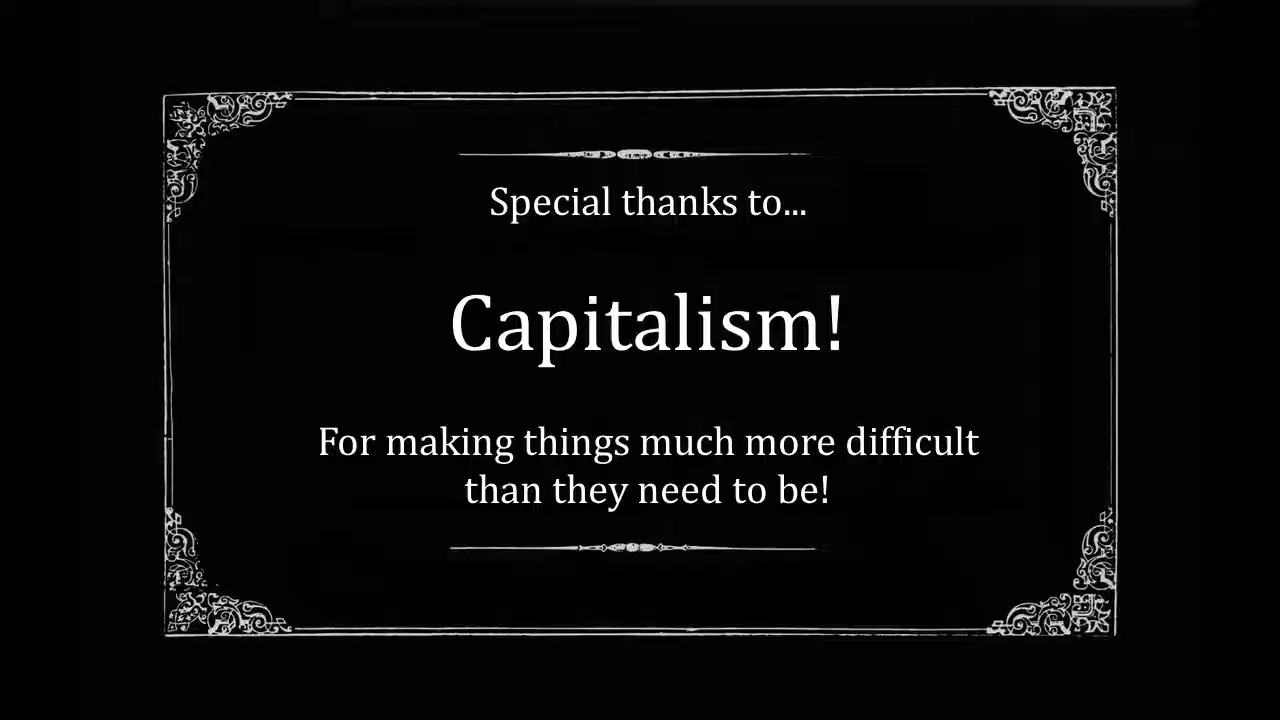 Special thanks to...
Capitalism!
For making things much more difficult
than they need to be!